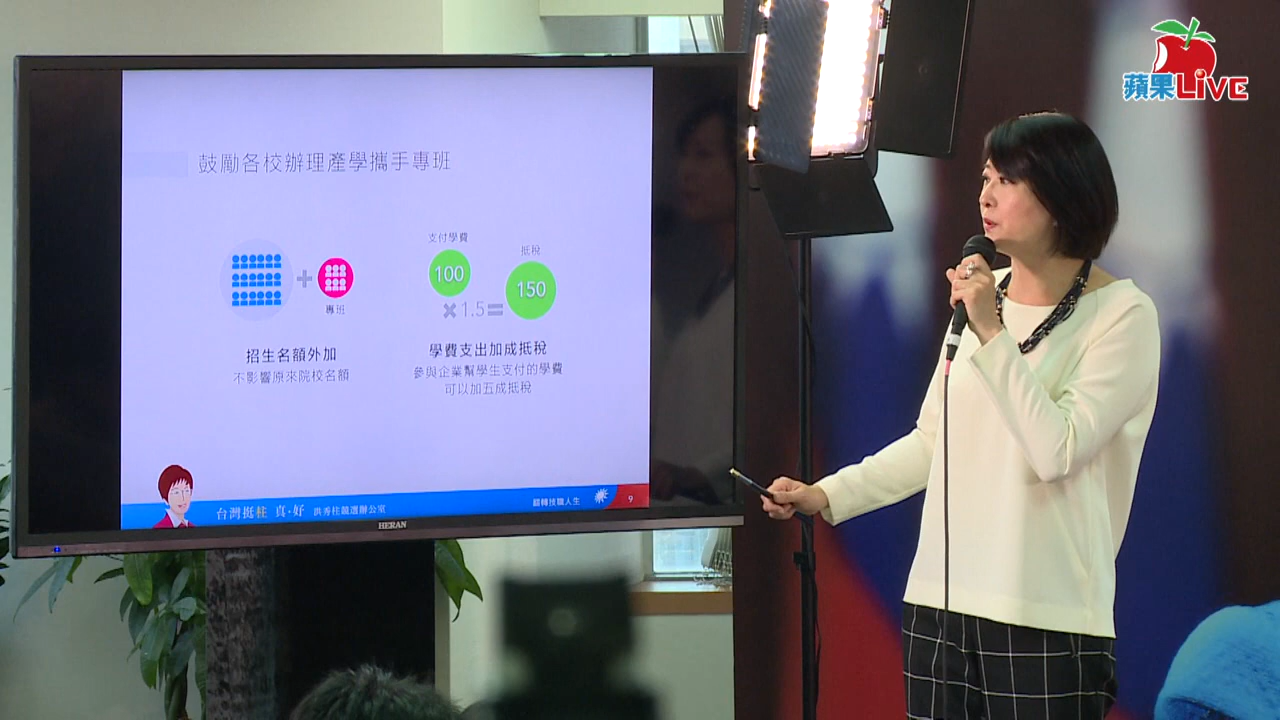 蘋果LiVE
鼓勵各校辦理產學攜手專班
專班
招生名額外加
不影響原來院校名額
支付學費
抵稅
100
150
×1.5=
學費支出加成抵稅
參與企業幫學生支付的學費
可以加五成抵稅
台灣挺柱 真·好 洪秀柱競選辦公室
翻轉技職人生
9
HERAN